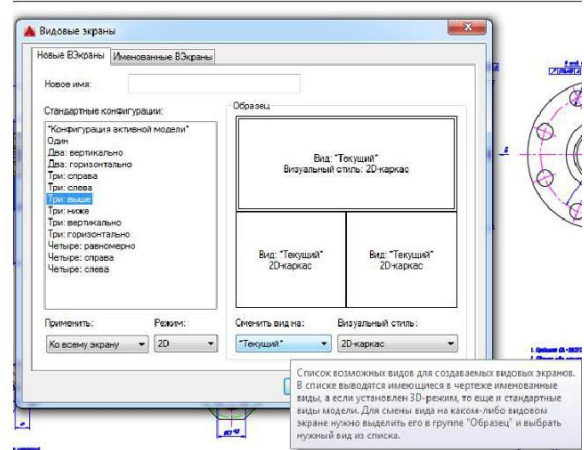 Видовые экраны
Новые ВЭкраны
Именованные ВЭкраны
Новое имя:
Стандартные конфигурации:
*Конфигурация активной модели*
Один
Два: вертикально
Два: горизонтально
Три: справа
Три: слева
Три: выше
Три: ниже
Три: вертикально
Три: горизонтально
Четыре: равномерно
Четыре: справа
Четыре: слева
Образец
Вид: *Текущий*
Визуальный стиль: 2D-каркас
Вид: *Текущий*
2D-каркас
Вид: *Текущий*
2D-каркас
Применить:
Режим:
Сменить вид на:
Визуальный стиль:
Ко всему экрану
2D
*Текущий*
2D-каркас
Список возможных видов для создаваемых видовых экранов.
В списке выводятся имеющиеся в чертеже именованные
виды, а если установлен 3D-режим, то еще и стандартные
виды модели. Для смены вида на каком-либо видовом
экране нужно выделить его в группе "Образец" и выбрать
нужный вид из списка.